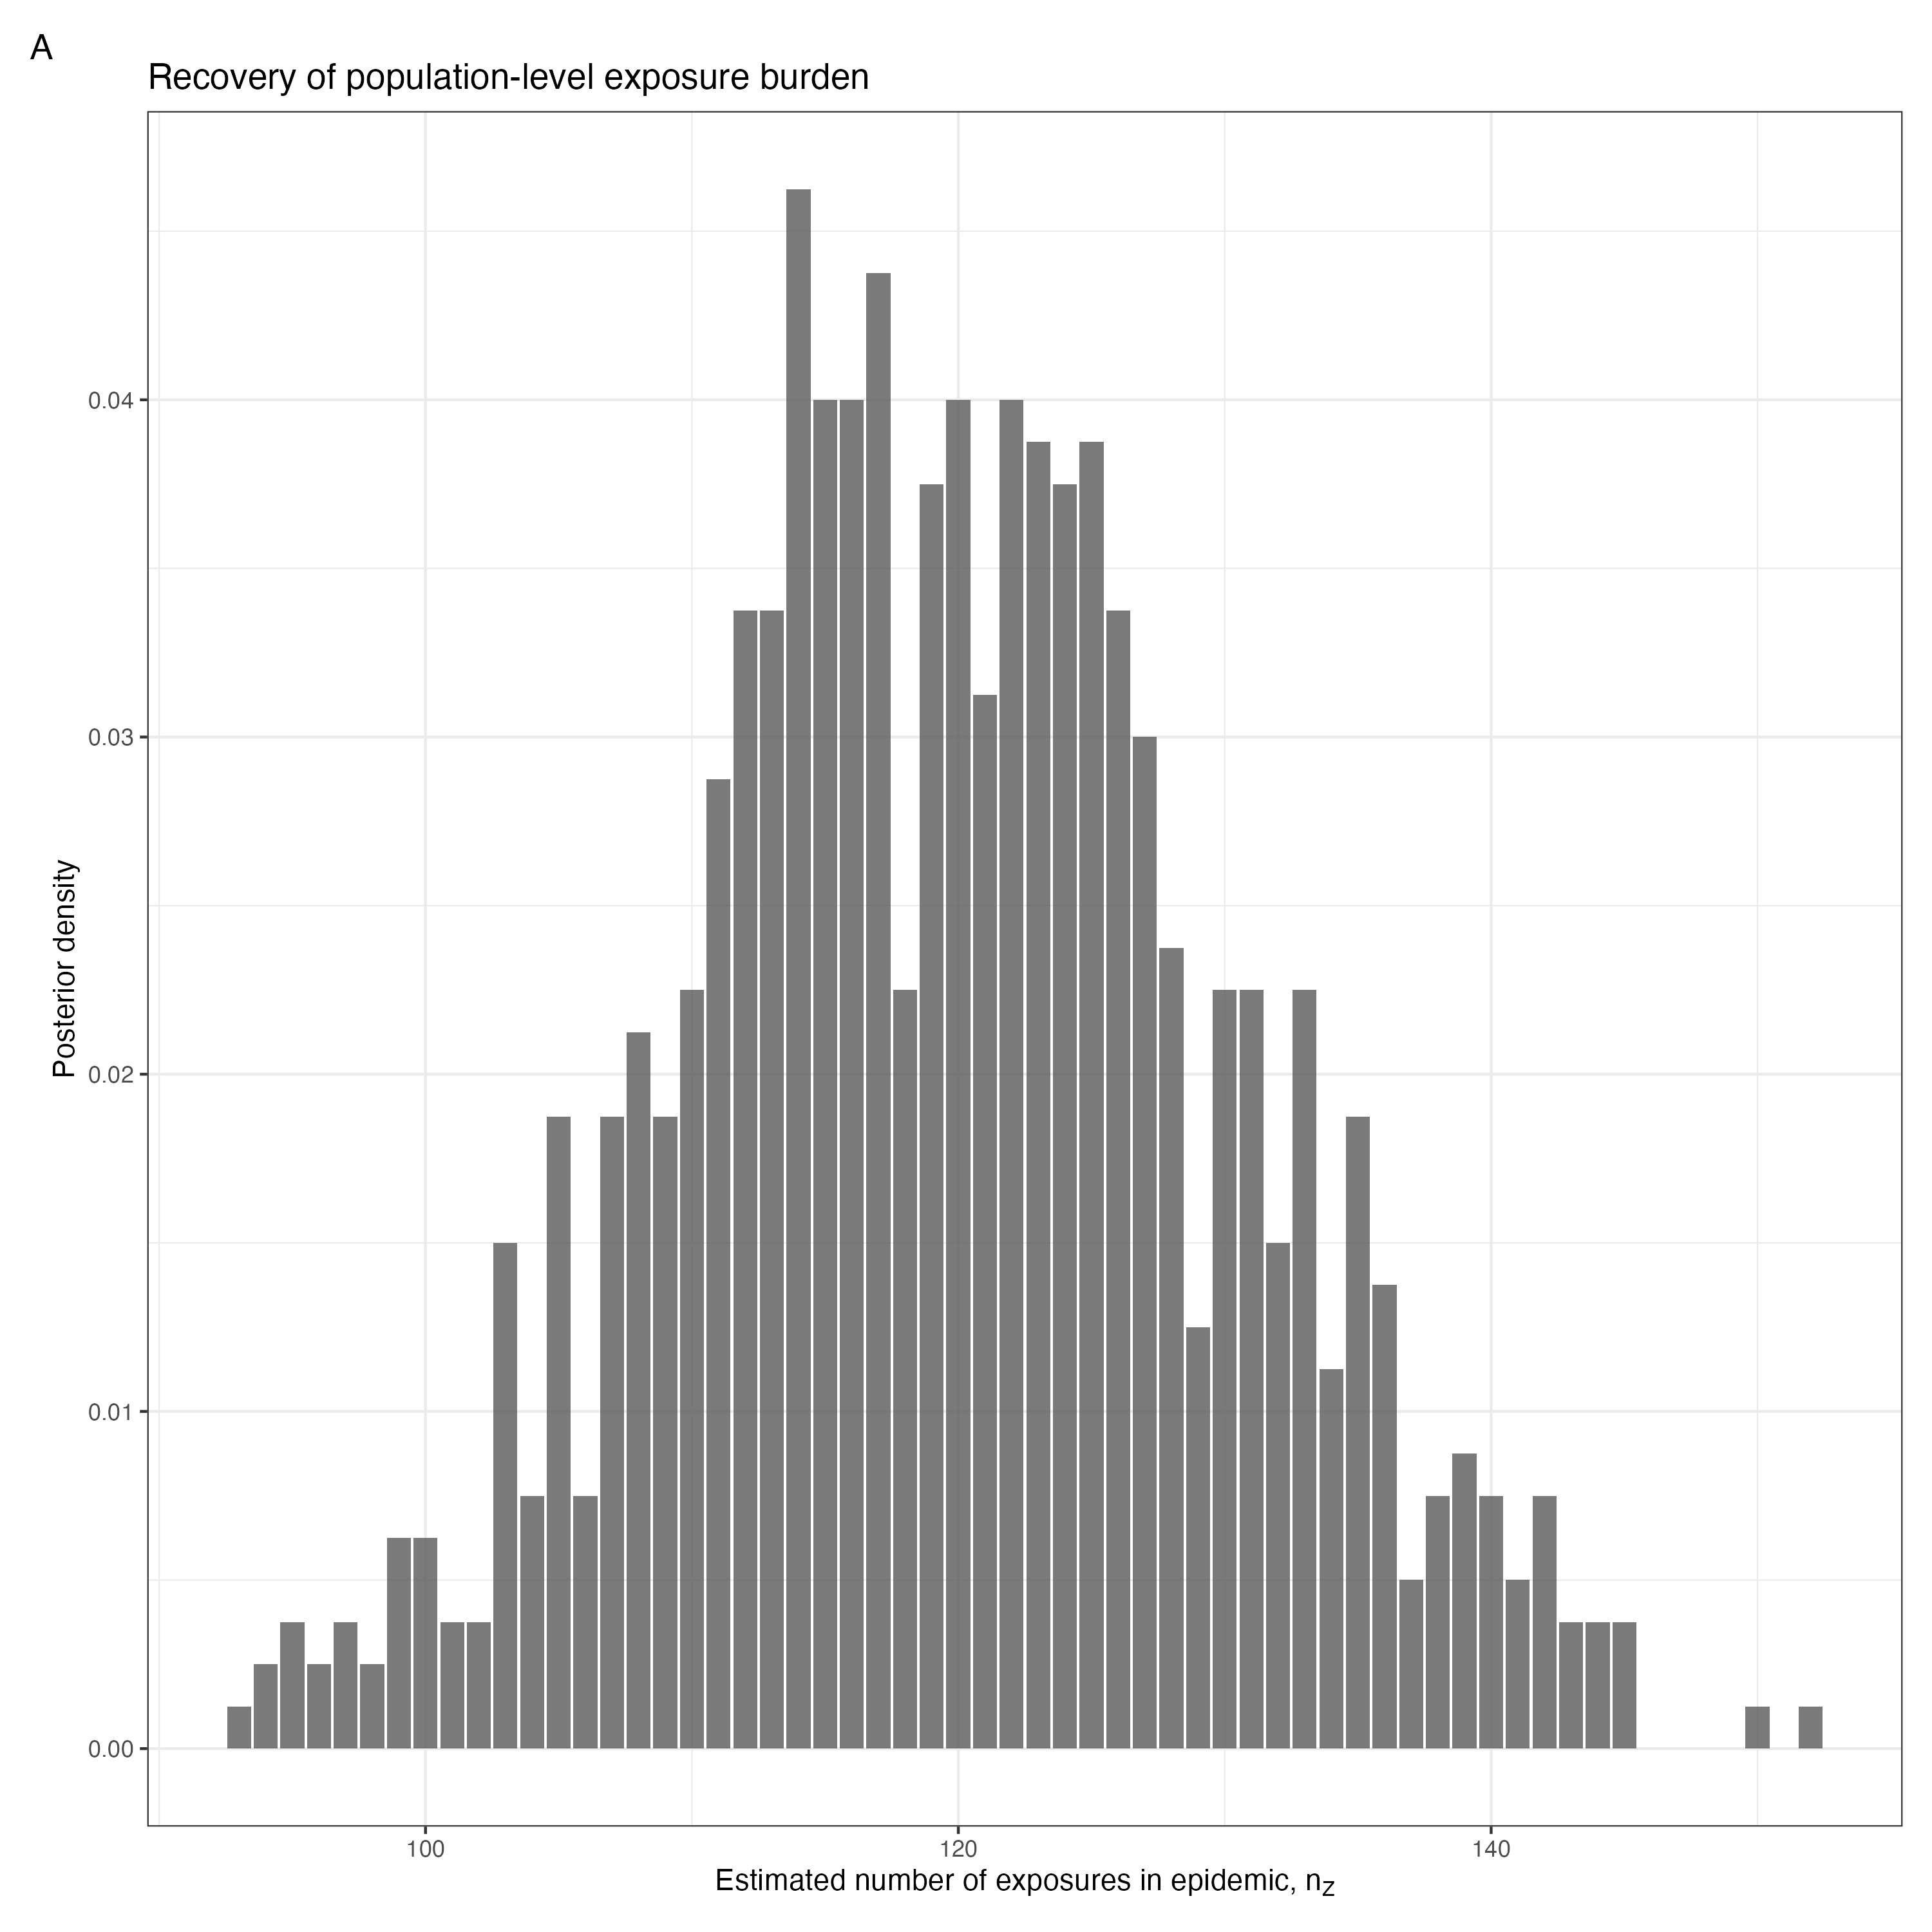 A
Recovery of population-level exposure burden
Posterior density
0.04
0.03
0.02
0.01
0.00
100 120 140
Estimated number of exposures in epidemic, nZ